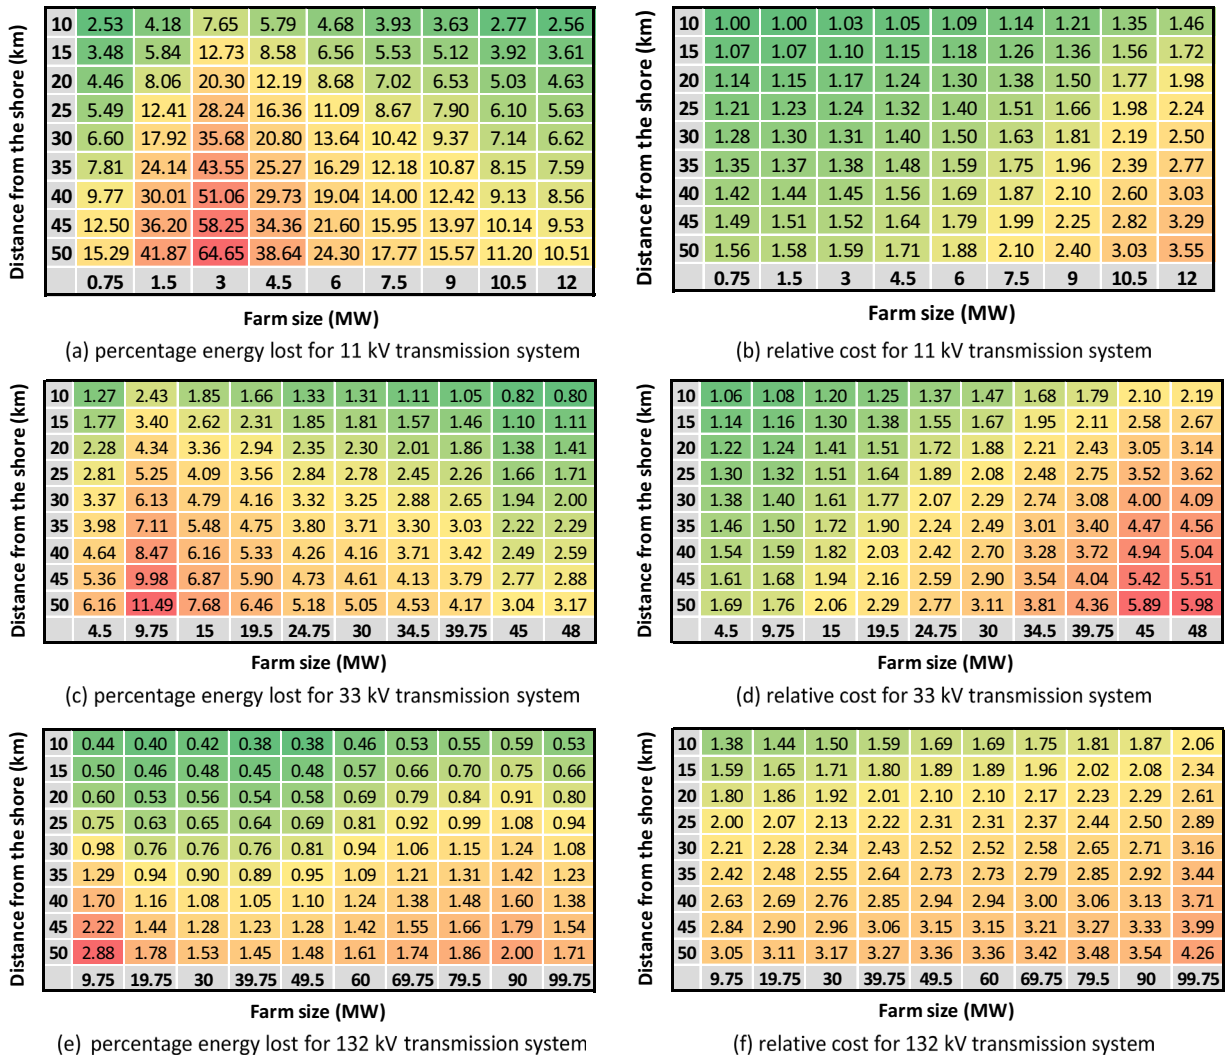 Distance from the shore (km)
10 2.53 4.18 7.65 5.79 4.68 3.93 3.63 2.77 2.56
15 3.48 5.84 12.73 8.58 6.56 5.53 5.12 3.92 3.61
20 4.46 8.06 20.30 12.19 8.68 7.02 6.53 5.03 4.63
25 5.49 12.41 28.24 16.36 11.09 8.67 7.90 6.10 5.63
30 6.60 17.92 35.68 20.80 13.64 10.42 9.37 7.14 6.62
35 7.81 24.14 43.55 25.27 16.29 12.18 10.87 8.15 7.59
40 9.77 30.01 51.06 29.73 19.04 14.00 12.42 9.13 8.56
45 12.50 36.20 58.25 34.36 21.60 15.95 13.97 10.14 9.53
50 15.29 41.87 64.65 38.64 24.30 17.77 15.57 11.20 10.51
0.75 1.5 3 4.5 6 7.5 9 10.5 12
Farm size (MW)
(a) percentage energy lost for 11 kV transmission system
Distance from the shore (km)
10 1.00 1.00 1.03 1.05 1.09 1.14 1.21 1.35 1.46
15 1.07 1.07 1.10 1.15 1.18 1.26 1.36 1.56 1.72
20 1.14 1.15 1.17 1.24 1.30 1.38 1.50 1.77 1.98
25 1.21 1.23 1.24 1.32 1.40 1.51 1.66 1.98 2.24
30 1.28 1.30 1.31 1.40 1.50 1.63 1.81 2.19 2.50
35 1.35 1.37 1.38 1.48 1.59 1.75 1.96 2.39 2.77
40 1.42 1.44 1.45 1.56 1.69 1.87 2.10 2.60 3.03
45 1.49 1.51 1.52 1.64 1.79 1.99 2.25 2.82 3.29
50 1.56 1.58 1.59 1.71 1.88 2.10 2.40 3.03 3.55
0.75 1.5 3 4.5 6 7.5 9 10.5 12
Farm size (MW)
(b) relative cost for 11 kV transmission system
Distance from the shore (km)
10 1.27 2.43 1.85 1.66 1.33 1.31 1.11 1.05 0.82 0.80
15 1.77 3.40 2.62 2.31 1.85 1.81 1.57 1.46 1.10 1.11
20 2.28 4.34 3.36 2.94 2.35 2.30 2.01 1.86 1.38 1.41
25 2.81 5.25 4.09 3.56 2.84 2.78 2.45 2.26 1.66 1.71
30 3.37 6.13 4.79 4.16 3.32 3.25 2.88 2.65 1.94 2.00
35 3.98 7.11 5.48 4.75 3.80 3.71 3.30 3.03 2.22 2.29
40 4.64 8.47 6.16 5.33 4.26 4.16 3.71 3.42 2.49 2.59
45 5.36 9.98 6.87 5.90 4.73 4.61 4.13 3.79 2.77 2.88
50 6.16 11.49 7.68 6.46 5.18 5.05 4.53 4.17 3.04 3.17
4.5 9.75 15 19.5 24.75 30 34.5 39.75 45 48
Farm size (MW)
(c) percentage energy lost for 33 kV transmission system
Distance from the shore (km)
10 1.06 1.08 1.20 1.25 1.37 1.47 1.68 1.79 2.10 2.19
15 1.14 1.16 1.30 1.38 1.55 1.67 1.95 2.11 2.58 2.67
20 1.22 1.24 1.41 1.51 1.72 1.88 2.21 2.43 3.05 3.14
25 1.30 1.32 1.51 1.64 1.89 2.08 2.48 2.75 3.52 3.62
30 1.38 1.40 1.61 1.77 2.07 2.29 2.74 3.08 4.00 4.09
35 1.46 1.50 1.72 1.90 2.24 2.49 3.01 3.40 4.47 4.56
40 1.54 1.59 1.82 2.03 2.42 2.70 3.28 3.72 4.94 5.04
45 1.61 1.68 1.94 2.16 2.59 2.90 3.54 4.04 5.42 5.51
50 1.69 1.76 2.06 2.29 2.77 3.11 3.81 4.36 5.89 5.98
4.5 9.75 15 19.5 24.75 30 34.5 39.75 45 48
Farm size (MW)
(d) relative cost for 33 kV transmission system
Distance from the shore (km)
10 0.44 0.40 0.42 0.38 0.38 0.46 0.53 0.55 0.59 0.53
15 0.50 0.46 0.48 0.45 0.48 0.57 0.66 0.70 0.75 0.66
20 0.60 0.53 0.56 0.54 0.58 0.69 0.79 0.84 0.91 0.80
25 0.75 0.63 0.65 0.64 0.69 0.81 0.92 0.99 1.08 0.94
30 0.98 0.76 0.76 0.76 0.81 0.94 1.06 1.15 1.24 1.08
35 1.29 0.94 0.90 0.89 0.95 1.09 1.21 1.31 1.42 1.23
40 1.70 1.16 1.08 1.05 1.10 1.24 1.38 1.48 1.60 1.38
45 2.22 1.44 1.28 1.23 1.28 1.42 1.55 1.66 1.79 1.54
50 2.88 1.78 1.53 1.45 1.48 1.61 1.74 1.86 2.00 1.71
9.75 19.75 30 39.75 49.5 60 69.75 79.5 90 99.75
Farm size (MW)
(e) percentage energy lost for 132 kV transmission system
Distance from the shore (km)
10 1.38 1.44 1.50 1.59 1.69 1.69 1.75 1.81 1.87 2.06
15 1.59 1.65 1.71 1.80 1.89 1.89 1.96 2.02 2.08 2.34
20 1.80 1.86 1.92 2.01 2.10 2.10 2.17 2.23 2.29 2.61
25 2.00 2.07 2.13 2.22 2.31 2.31 2.37 2.44 2.50 2.89
30 2.21 2.28 2.34 2.43 2.52 2.52 2.58 2.65 2.71 3.16
35 2.42 2.48 2.55 2.64 2.73 2.73 2.79 2.85 2.92 3.44
40 2.63 2.69 2.76 2.85 2.94 2.94 3.00 3.06 3.13 3.71
45 2.84 2.90 2.96 3.06 3.15 3.15 3.21 3.27 3.33 3.99
50 3.05 3.11 3.17 3.27 3.36 3.36 3.42 3.48 3.54 4.26
9.75 19.75 30 39.75 49.5 60 69.75 79.5 90 99.75
Farm size (MW)
(f) relative cost for 132 kV transmission system